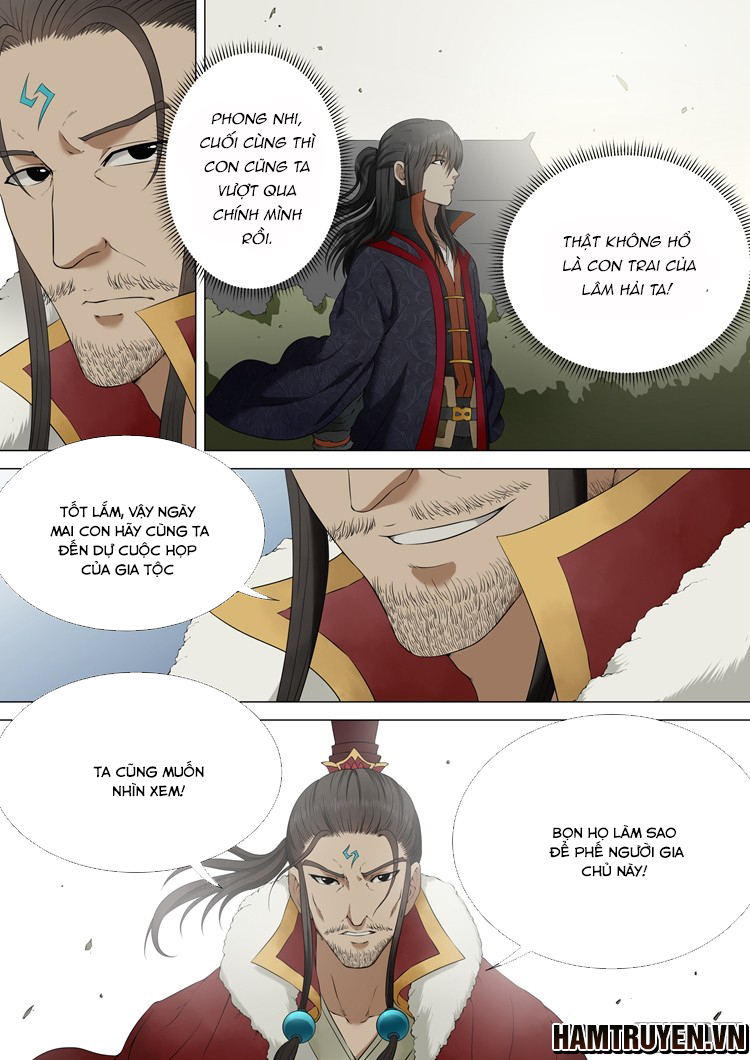 PHONG NHI,
CUỐI CÙNG THÌ
CON CŨNG TA
VƯỢT QUA
CHÍNH MÌNH
RỒI.
THẬT KHÔNG HỔ
LÀ CON TRAI CỦA
LÂM HẢI TA!
TỐT LẮM, VẬY NGÀY
MAI CON HÃY CÙNG TA
ĐẾN DỰ CUỘC HỌP
CỦA GIA TỘC
TA CŨNG MUỐN
NHÌN XEM!
BỌN HỌ LÀM SAO
ĐỂ PHẾ NGƯỜI GIA
CHỦ NÀY!
HAMTRUYEN.VN